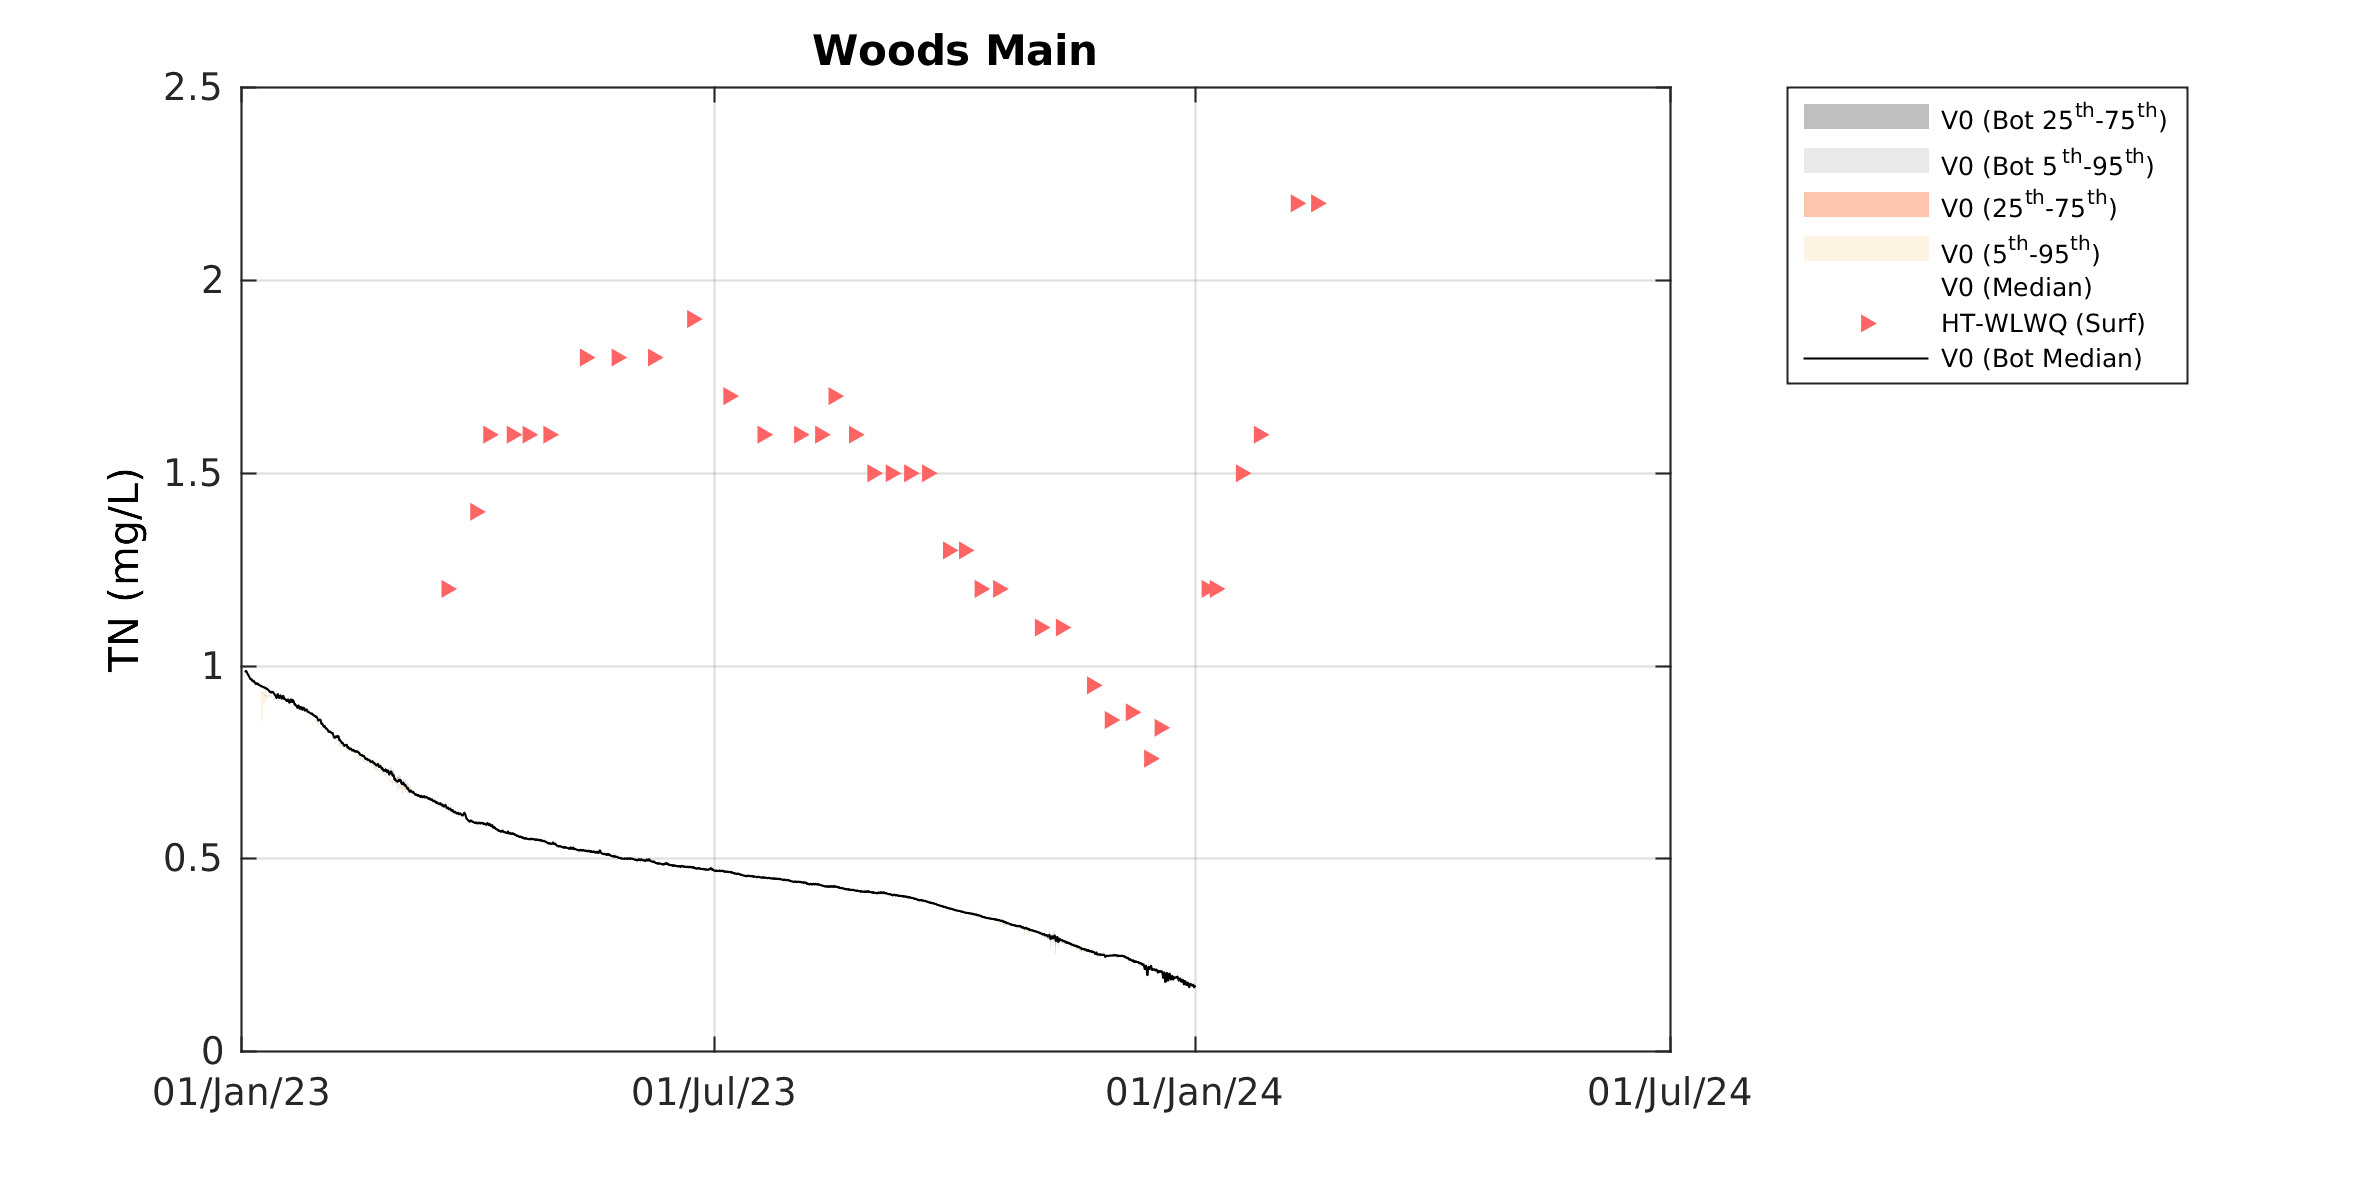 Woods Main
TN (mg/L)
2.5
2
1.5
1
0.5
0
01/Jan/23
01/Jul/23
01/Jan/24
01/Jul/24
V0 (Bot 25th-75th)
V0 (Bot 5th-95th)
V0 (25th-75th)
V0 (5th-95th)
V0 (Median)
HT-WLWQ (Surf)
V0 (Bot Median)